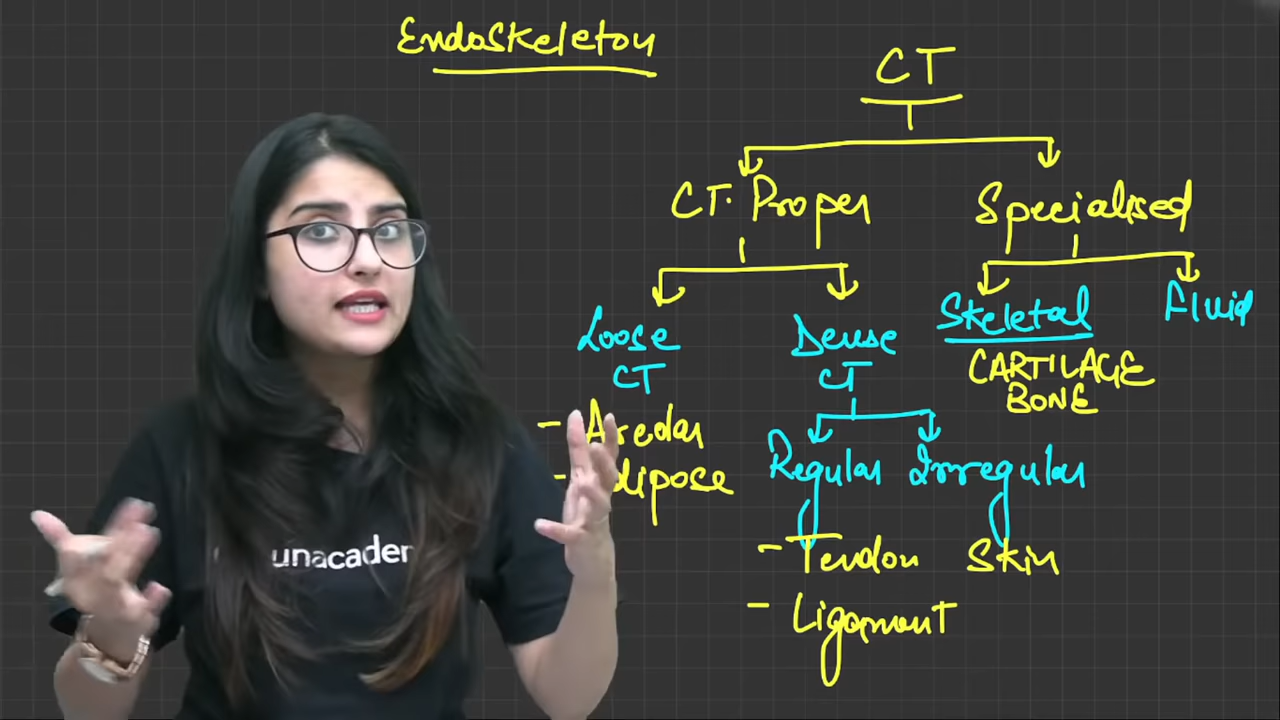 Endoskeleton
CT
CT. Proper
Specialised
Loose
CT
- Areolar
- dipose
Dense
CT
Regular
Irregular
- Tendon
- Ligament
Skin
Skeletal
CARTILAGE
BONE
Fluid
unacadem